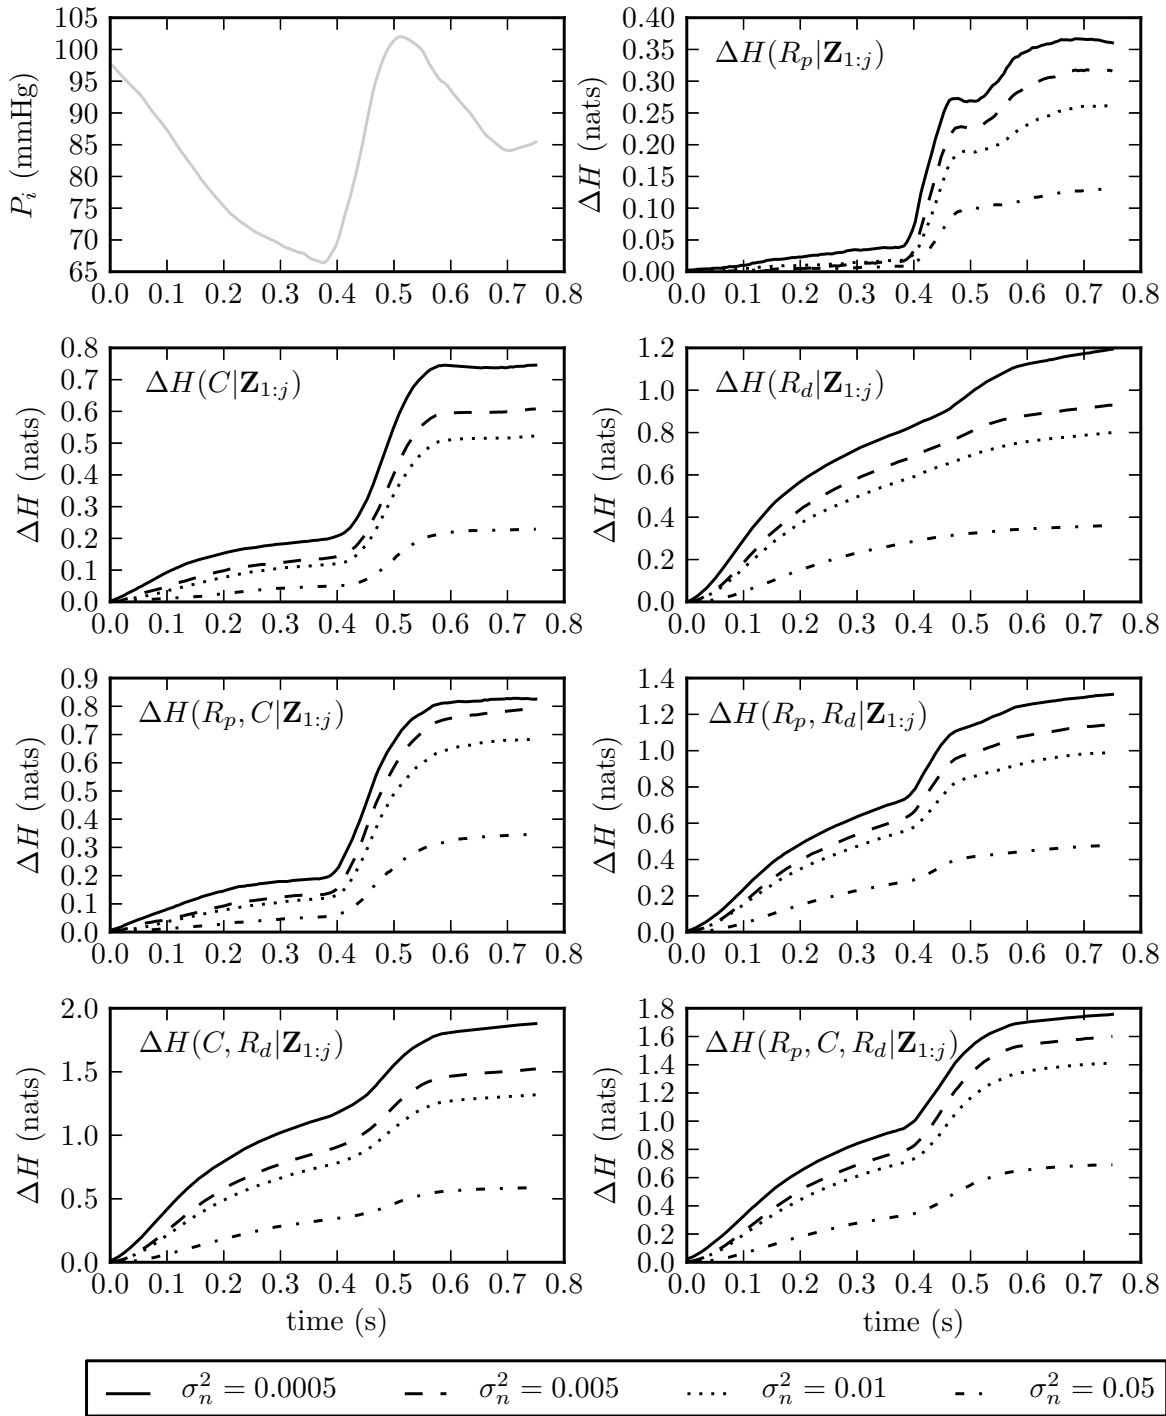 105
100
95
90
85
80
75
70
65
P_i (mmHg)
0.0 0.1 0.2 0.3 0.4 0.5 0.6 0.7 0.8
ΔH(R_p|Z_{1:j})
0.40
0.35
0.30
0.25
0.20
0.15
0.10
0.05
0.00
ΔH (nats)
0.0 0.1 0.2 0.3 0.4 0.5 0.6 0.7 0.8
ΔH(C|Z_{1:j})
0.8
0.7
0.6
0.5
0.4
0.3
0.2
0.1
0.0
ΔH (nats)
0.0 0.1 0.2 0.3 0.4 0.5 0.6 0.7 0.8
ΔH(R_d|Z_{1:j})
1.2
1.0
0.8
0.6
0.4
0.2
0.0
ΔH (nats)
0.0 0.1 0.2 0.3 0.4 0.5 0.6 0.7 0.8
ΔH(R_p, C|Z_{1:j})
0.9
0.8
0.7
0.6
0.5
0.4
0.3
0.2
0.1
0.0
ΔH (nats)
0.0 0.1 0.2 0.3 0.4 0.5 0.6 0.7 0.8
ΔH(R_p, R_d|Z_{1:j})
1.4
1.2
1.0
0.8
0.6
0.4
0.2
0.0
ΔH (nats)
0.0 0.1 0.2 0.3 0.4 0.5 0.6 0.7 0.8
ΔH(C, R_d|Z_{1:j})
2.0
1.5
1.0
0.5
0.0
ΔH (nats)
0.0 0.1 0.2 0.3 0.4 0.5 0.6 0.7 0.8
time (s)
ΔH(R_p, C, R_d|Z_{1:j})
1.8
1.6
1.4
1.2
1.0
0.8
0.6
0.4
0.2
0.0
ΔH (nats)
0.0 0.1 0.2 0.3 0.4 0.5 0.6 0.7 0.8
time (s)
σ_n^2 = 0.0005 σ_n^2 = 0.005 σ_n^2 = 0.01 σ_n^2 = 0.05